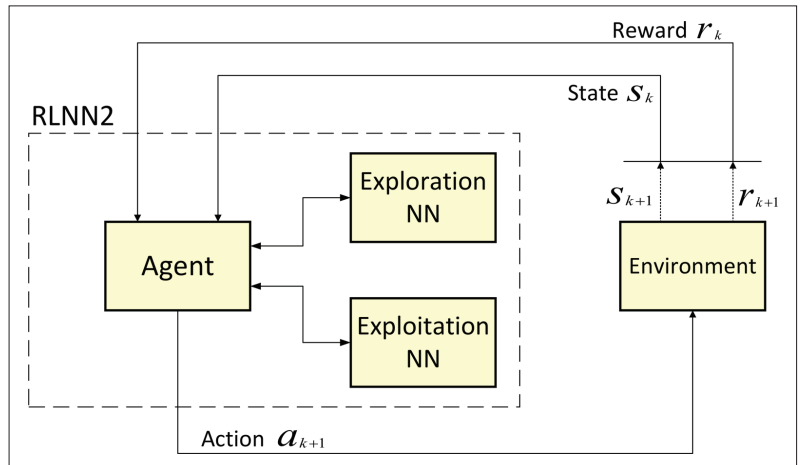 Reward r_k
State s_k
RLNN2
Exploration
NN
s_{k+1}
r_{k+1}
Agent
Environment
Exploitation
NN
Action a_{k+1}